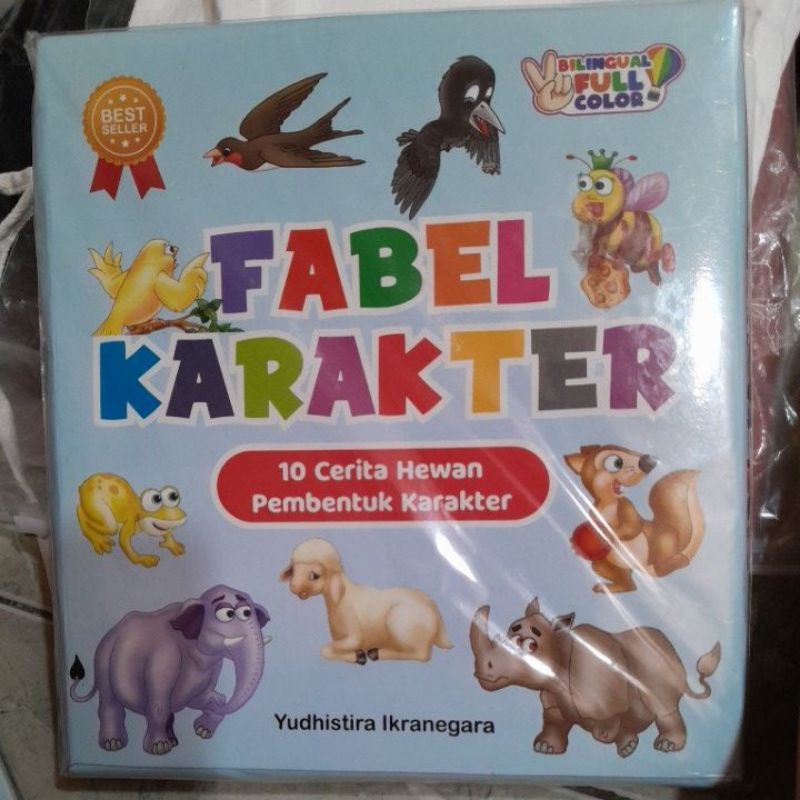 BEST
SELLER
BILINGUAL
FULL
COLOR
FABEL
KARAKTER
10 Cerita Hewan
Pembentuk Karakter
Yudhistira Ikranegara